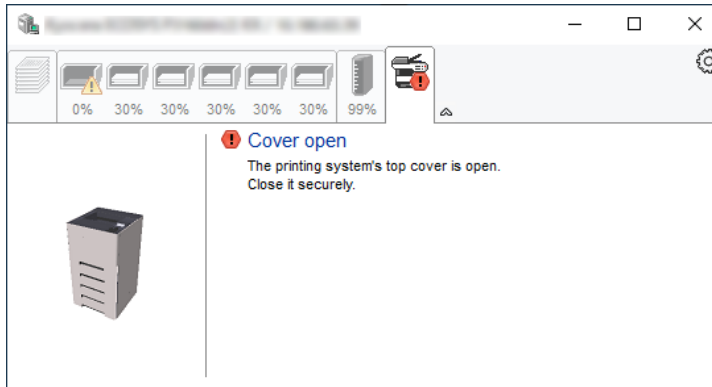 0%
30%
30%
30%
30%
30%
99%
Cover open
The printing system's top cover is open.
Close it securely.